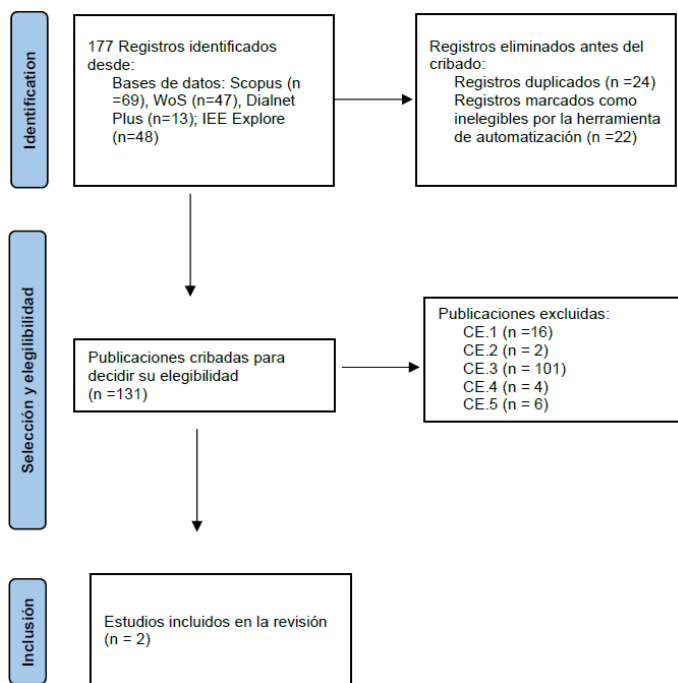 Identification
177 Registros identificados
desde:
Bases de datos: Scopus (n
=69), WoS (n=47), Dialnet
Plus (n=13); IEE Explore
(n=48)
Registros eliminados antes del
cribado:
Registros duplicados (n =24)
Registros marcados como
inelegibles por la herramienta
de automatización (n =22)
Selección y elegilibilidad
Publicaciones cribadas para
decidir su elegibilidad
(n =131)
Publicaciones excluidas:
CE.1 (n =16)
CE.2 (n = 2)
CE.3 (n = 101)
CE.4 (n = 4)
CE.5 (n = 6)
Inclusión
Estudios incluidos en la revisión
(n = 2)